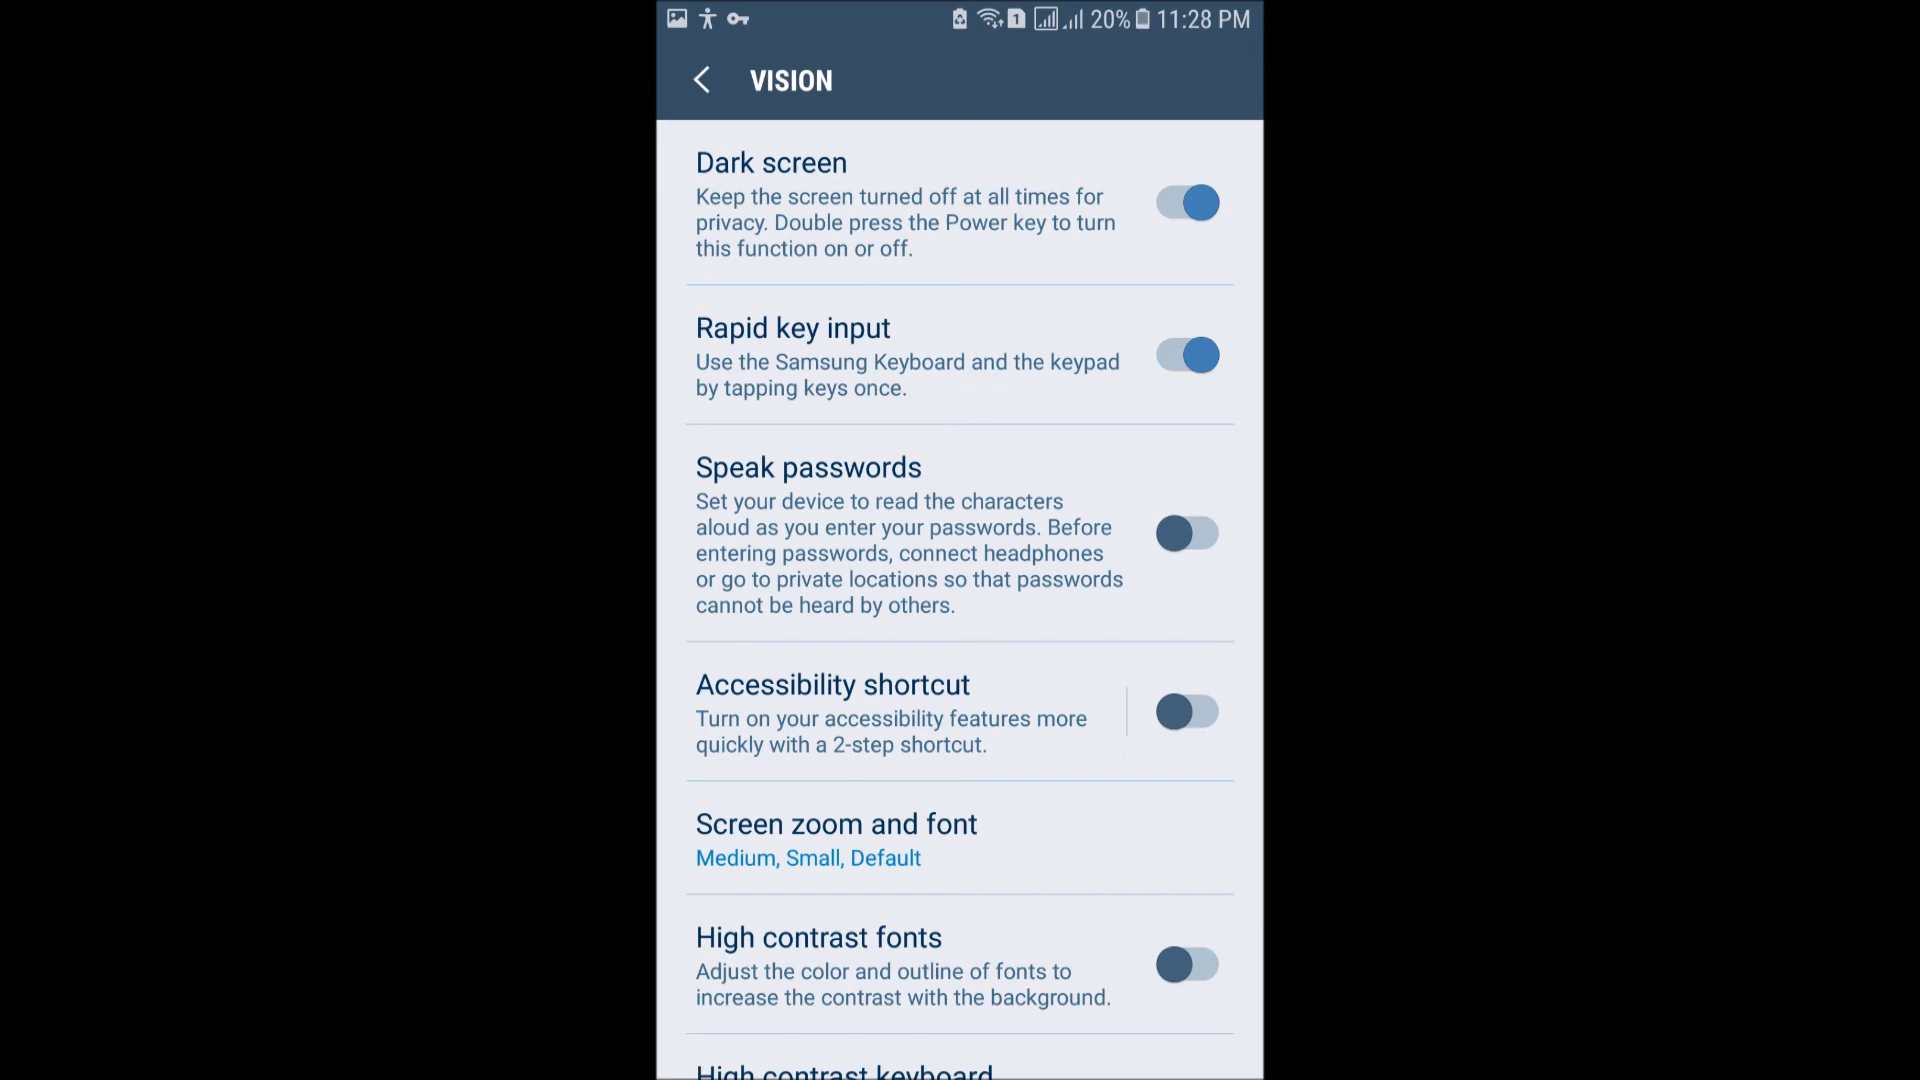 1 20% 11:28 PM
VISION
Dark screen
Keep the screen turned off at all times for
privacy. Double press the Power key to turn
this function on or off.
Rapid key input
Use the Samsung Keyboard and the keypad
by tapping keys once.
Speak passwords
Set your device to read the characters
aloud as you enter your passwords. Before
entering passwords, connect headphones
or go to private locations so that passwords
cannot be heard by others.
Accessibility shortcut
Turn on your accessibility features more
quickly with a 2-step shortcut.
Screen zoom and font
Medium, Small, Default
High contrast fonts
Adjust the color and outline of fonts to
increase the contrast with the background.
High contrast keyboard